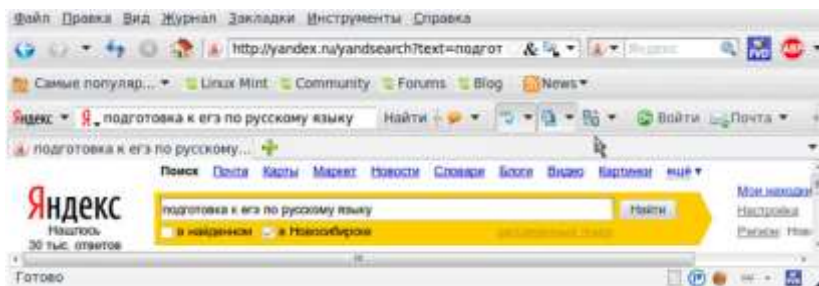 Файл Правка Вид Журнал Закладки Инструменты Справка
http://yandex.ru/yandsearch?text=подгот Яндекс
Самые популяр... Linux Mint Community Forums Blog News
Яндекс подготовка к егэ по русскому языку Найти Войти Почта
подготовка к егэ по русскому...
Поиск Почта Карты Маркет Новости Словари Блоги Видео Картинки ещё
Мои находки
Яндекс подготовка к егэ по русскому языку Найти
Настройка
Нашлось в найденном в Новосибирске
Регион: Ново
30 тыс. ответов
Готово